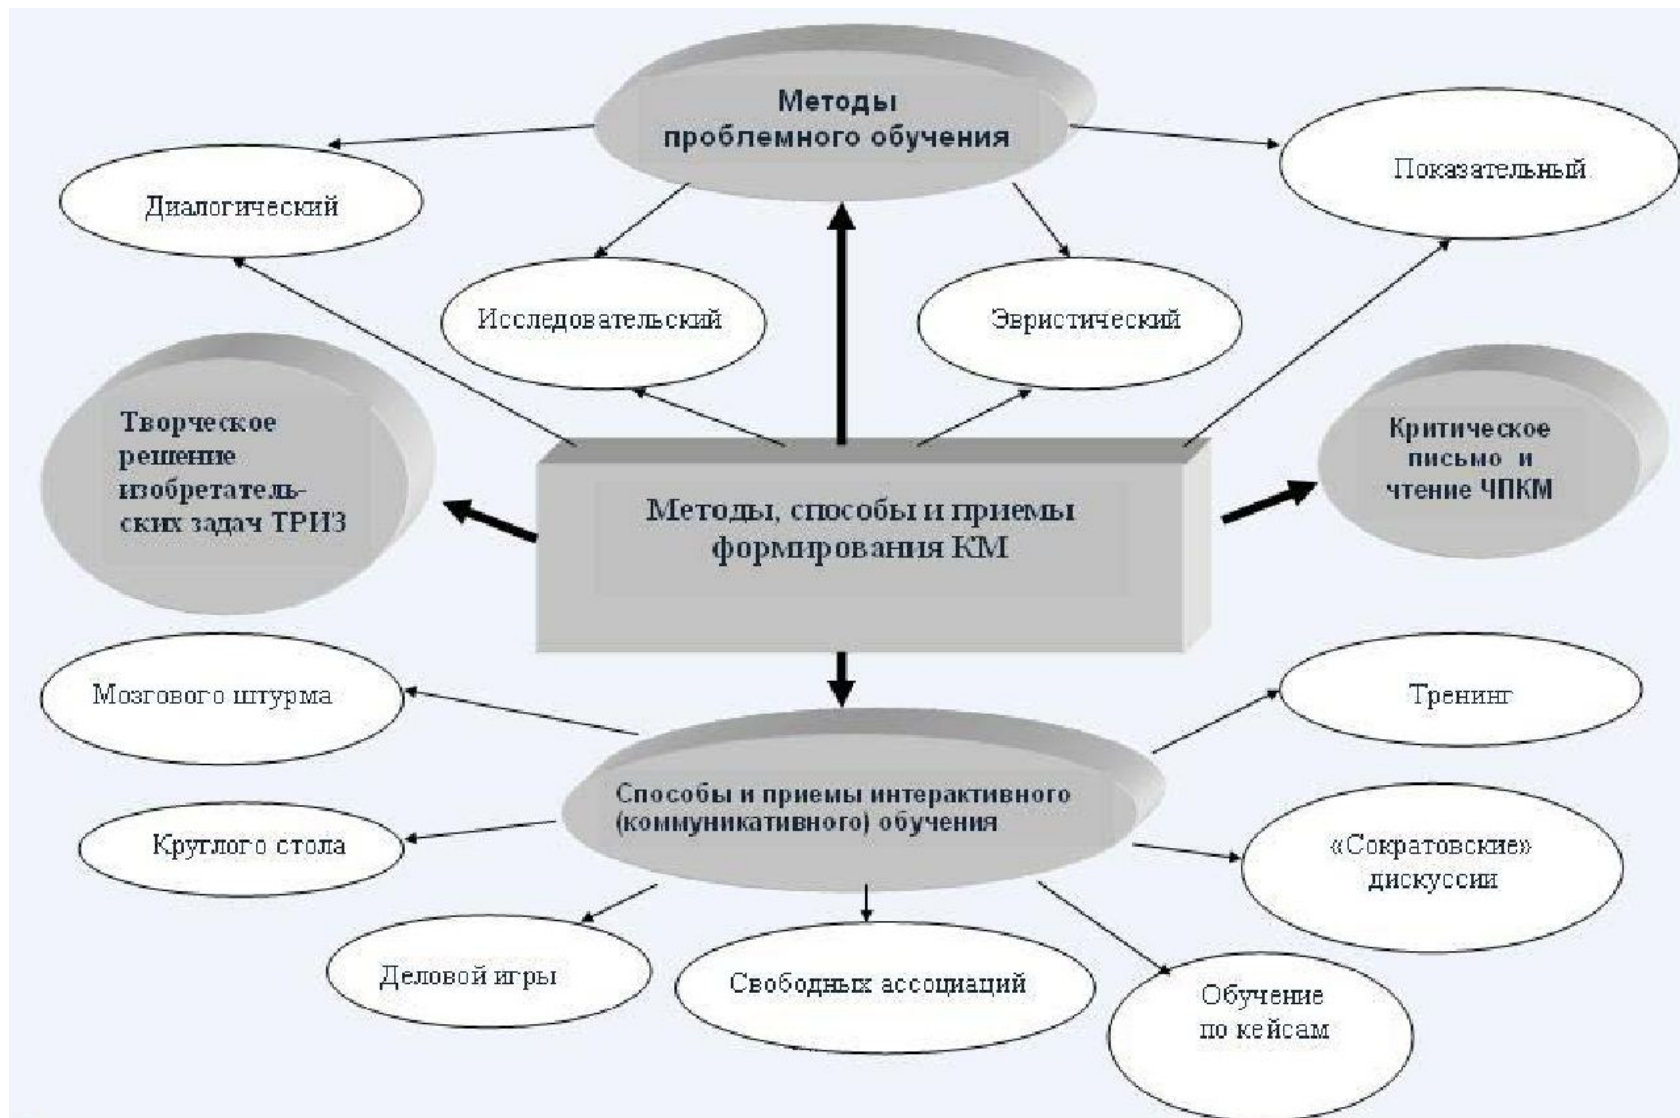 Методы
проблемного обучения
Диалогический
Показательный
Исследовательский
Эвристический
Творческое
решение
изобретатель-
ских задач ТРИЗ
Методы, способы и приемы
формирования КМ
Критическое
письмо и
чтение ЧПКМ
Мозгового штурма
Тренинг
Способы и приемы интерактивного
(коммуникативного) обучения
Круглого стола
«Сократовские»
дискуссии
Деловой игры
Свободных ассоциаций
Обучение
по кейсам